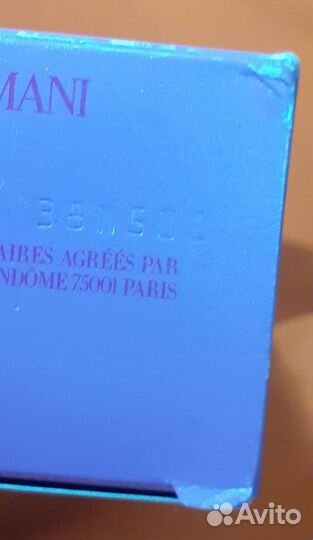 MANI
AIRES AGRÉÉS PAR
NDÔME 75001 PARIS
Avito